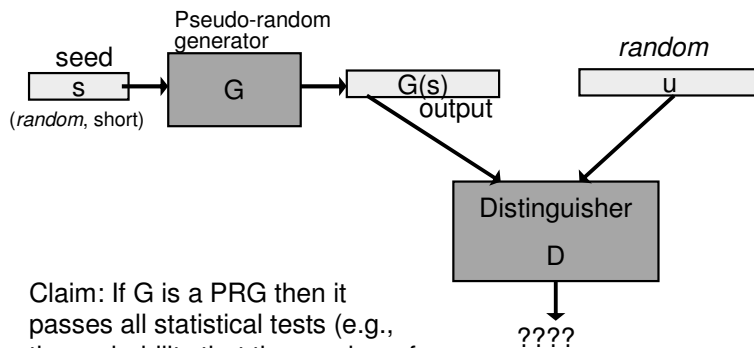 Pseudo-random
generator
seed
s
(random, short)
G
G(s)
output
random
u
Distinguisher
D
????
Claim: If G is a PRG then it
passes all statistical tests (e.g.,